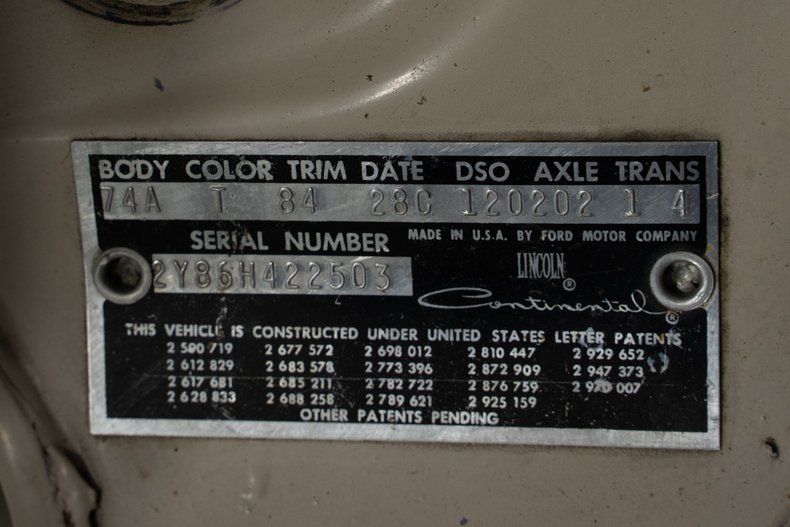 BODY COLOR TRIM DATE DSO AXLE TRANS
74A T 84 28C 120202 1 4
SERIAL NUMBER MADE IN U.S.A. BY FORD MOTOR COMPANY
2Y86H422503 LINCOLN ®
Continental ®
THIS VEHICLE IS CONSTRUCTED UNDER UNITED STATES LETTER PATENTS
2 590 719 2 677 572 2 698 012 2 810 447 2 929 652
2 612 829 2 683 578 2 773 396 2 872 909 2 947 373
2 617 681 2 685 211 2 782 722 2 876 759 2 970 007
2 628 833 2 688 258 2 789 621 2 925 159
OTHER PATENTS PENDING